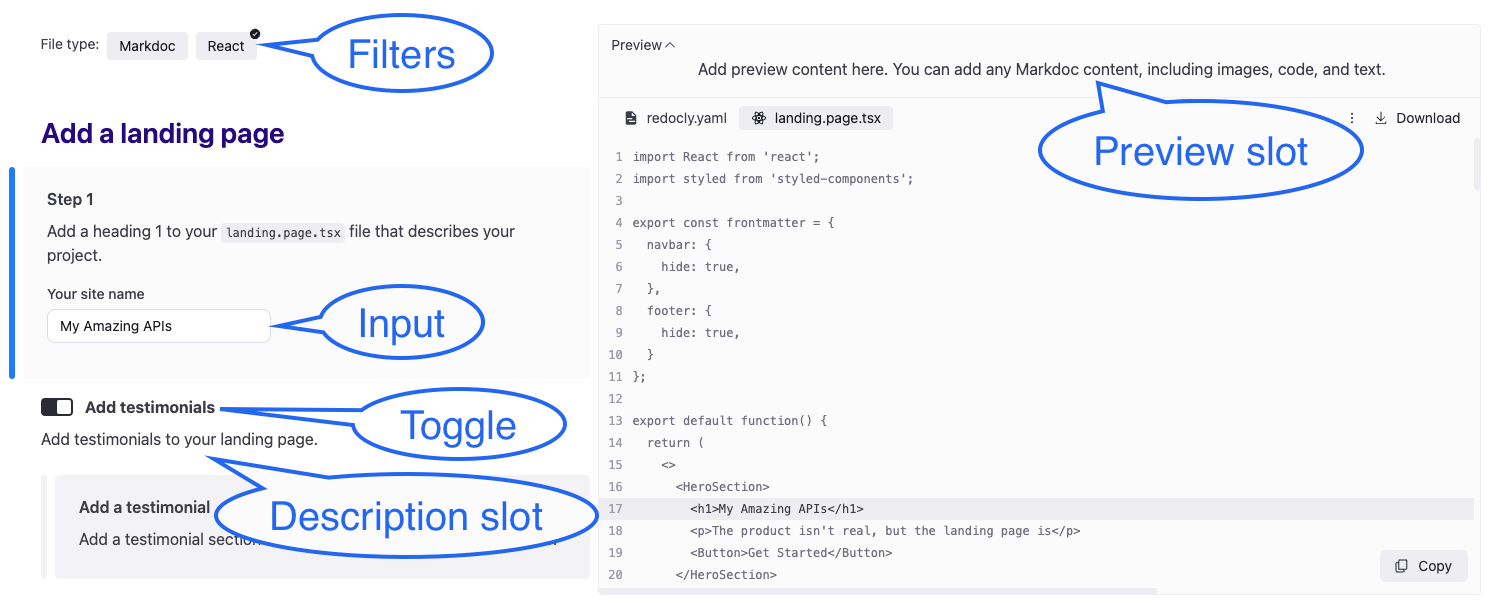 File type: Markdoc React
Filters
Add a landing page
Step 1
Add a heading 1 to your landing.page.tsx file that describes your
project.
Your site name
My Amazing APIs
Input
Add testimonials
Toggle
Add testimonials to your landing page.
Description slot
Add a testimonial
Add a testimonial section
Preview
Add preview content here. You can add any Markdoc content, including images, code, and text.
Preview slot
redocly.yaml landing.page.tsx Download
1 import React from 'react';
2 import styled from 'styled-components';
3
4 export const frontmatter = {
5 navbar: {
6 hide: true,
7 },
8 footer: {
9 hide: true,
10 }
11 };
12
13 export default function() {
14 return (
15 <>
16 <HeroSection>
17 <h1>My Amazing APIs</h1>
18 <p>The product isn't real, but the landing page is</p>
19 <Button>Get Started</Button>
20 </HeroSection>
Copy